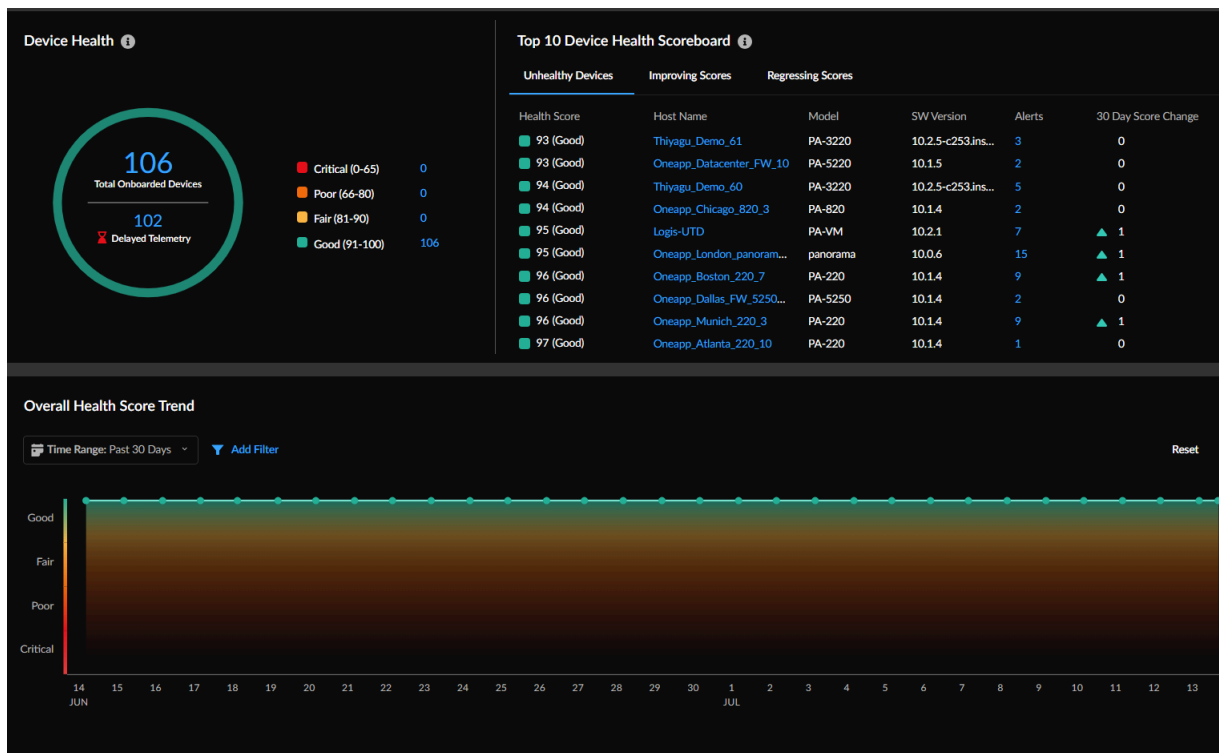 Device Health
106
Total Onboarded Devices
102
Delayed Telemetry
Critical (0-65) 0
Poor (66-80) 0
Fair (81-90) 0
Good (91-100) 106
Top 10 Device Health Scoreboard
Unhealthy Devices Improving Scores Regressing Scores
Health Score Host Name Model SW Version Alerts 30 Day Score Change
93 (Good) Thiyagu_Demo_61 PA-3220 10.2.5-c253.ins... 3 0
93 (Good) Oneapp_Datacenter_FW_10 PA-5220 10.1.5 2 0
94 (Good) Thiyagu_Demo_60 PA-3220 10.2.5-c253.ins... 5 0
94 (Good) Oneapp_Chicago_820_3 PA-820 10.1.4 2 0
95 (Good) Logis-UTD PA-VM 10.2.1 7 1
95 (Good) Oneapp_London_panoram... panorama 10.0.6 15 1
96 (Good) Oneapp_Boston_220_7 PA-220 10.1.4 9 1
96 (Good) Oneapp_Dallas_FW_5250... PA-5250 10.1.4 2 0
96 (Good) Oneapp_Munich_220_3 PA-220 10.1.4 9 1
97 (Good) Oneapp_Atlanta_220_10 PA-220 10.1.4 1 0
Overall Health Score Trend
Time Range: Past 30 Days Add Filter Reset
Good
Fair
Poor
Critical
14 15 16 17 18 19 20 21 22 23 24 25 26 27 28 29 30 1 2 3 4 5 6 7 8 9 10 11 12 13
JUN JUL